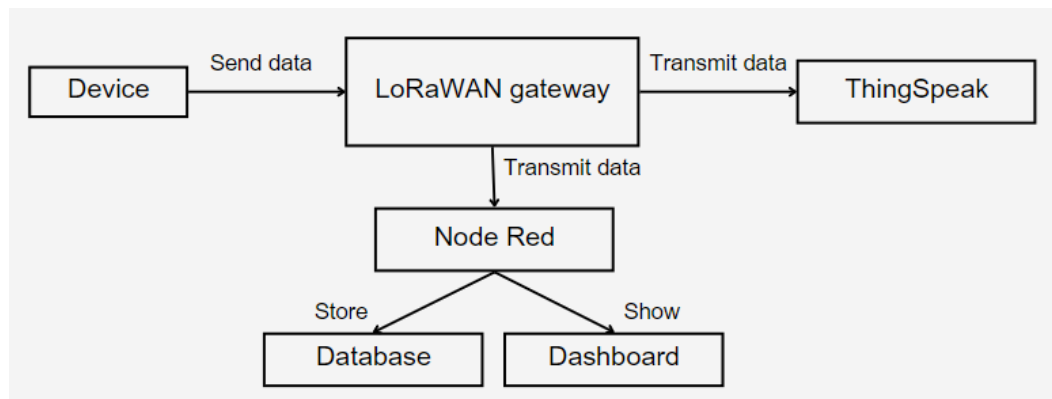 Send data
Transmit data
Device
LoRaWAN gateway
ThingSpeak
Transmit data
Node Red
Store
Show
Database
Dashboard